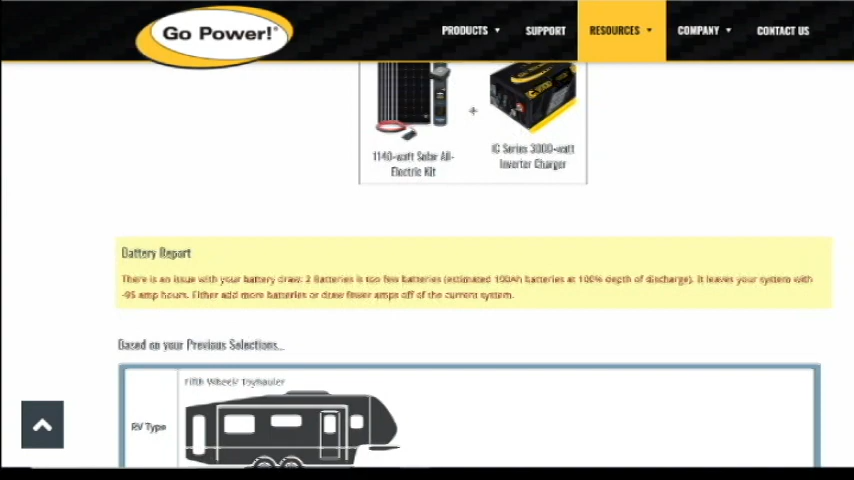 Go Power!®
PRODUCTS SUPPORT RESOURCES COMPANY CONTACT US
1140-watt Solar All-
Electric Kit
+
IC Series 3000-watt
Inverter Charger
Battery Report
There is an issue with your battery draw: 2 Batteries is too few batteries (estimated 100Ah batteries at 100% depth of discharge). It leaves your system with
-95 amp hours. Either add more batteries or draw fewer amps off of the current system.
Based on your Previous Selections...
Fifth Wheel/ Toyhauler
RV Type